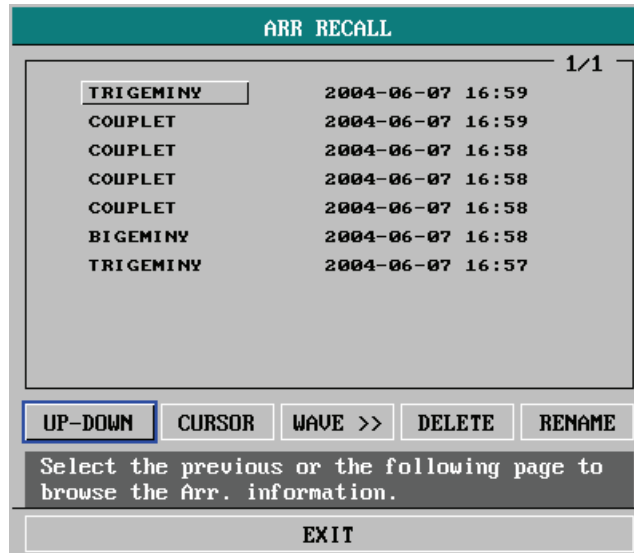 ARR RECALL
1/1
TRIGEMINY 2004-06-07 16:59
COUPLET 2004-06-07 16:59
COUPLET 2004-06-07 16:58
COUPLET 2004-06-07 16:58
COUPLET 2004-06-07 16:58
BIGEMINY 2004-06-07 16:58
TRIGEMINY 2004-06-07 16:57
UP-DOWN CURSOR WAVE >> DELETE RENAME
Select the previous or the following page to
browse the Arr. information.
EXIT